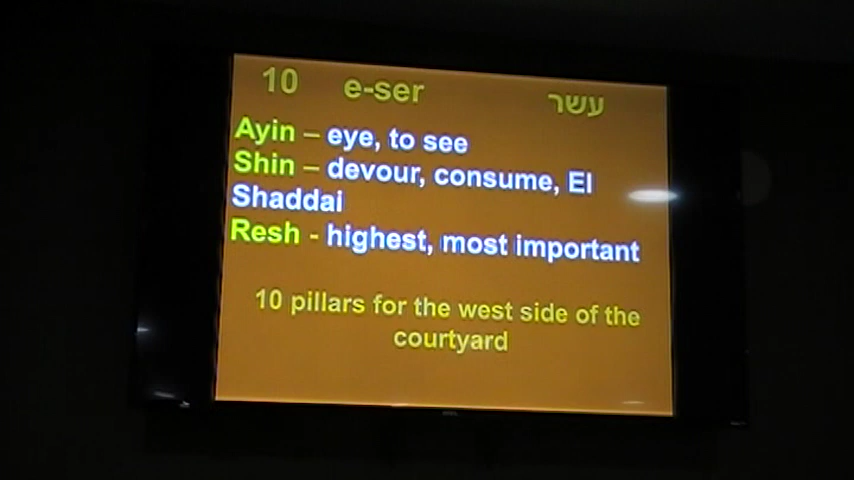 10 e-ser עשר
Ayin – eye, to see
Shin – devour, consume, El
Shaddai
Resh - highest, most important
10 pillars for the west side of the
courtyard